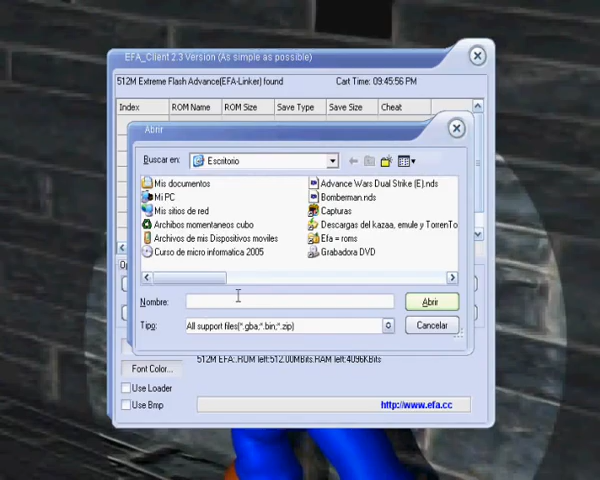 EFA_Client 2.3 Version (As simple as possible)
512M Extreme Flash Advance(EFA-Linker) found Cart Time: 09:45:56 PM
Index ROM Name ROM Size Save Type Save Size Cheat
Abrir
Buscar en: Escritorio
Mis documentos
Mi PC
Mis sitios de red
Archibos momentaneos cubo
Archivos de mis Dispositivos moviles
Curso de micro informatica 2005
Advance Wars Dual Strike (E).nds
Bomberman.nds
Capturas
Descargas del kazaa, emule y TorrenTo
Efa = roms
Grabadora DVD
Nombre: Abrir
Tipo: All support files(*.gba;*.bin;*.zip) Cancelar
512M EFA:.ROM left:512.00MBits.RAM left:4096KBits
Font Color...
Use Loader
Use Bmp http://www.efa.cc